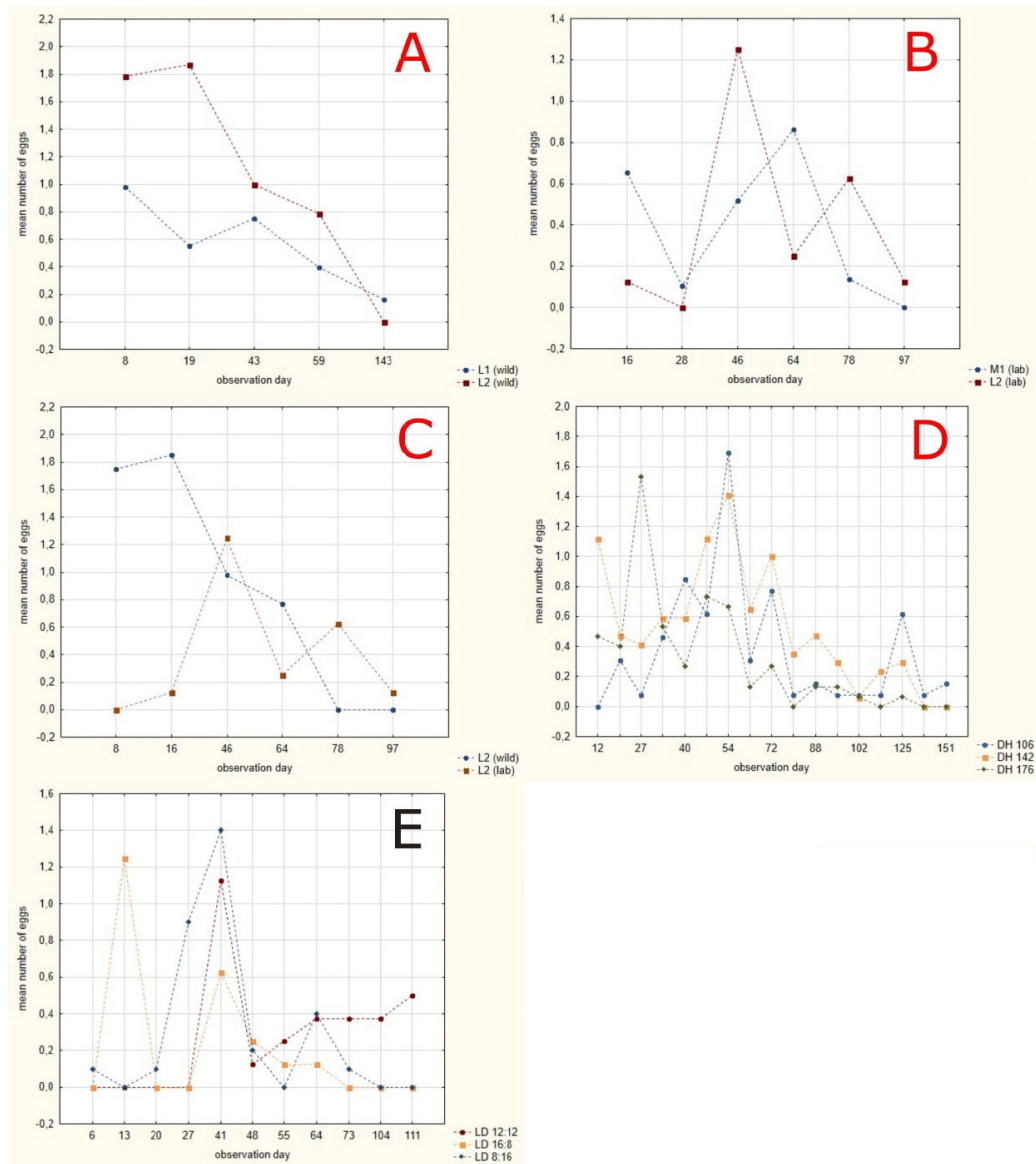 A
2,2
2,0
1,8
1,6
1,4
1,2
1,0
0,8
0,6
0,4
0,2
0,0
-0,2
mean number of eggs
8 19 43 59 143
observation day
L1 (wild)
L2 (wild)
B
1,4
1,2
1,0
0,8
0,6
0,4
0,2
0,0
-0,2
mean number of eggs
16 28 46 64 78 97
observation day
M1 (lab)
L2 (lab)
C
2,2
2,0
1,8
1,6
1,4
1,2
1,0
0,8
0,6
0,4
0,2
0,0
-0,2
mean number of eggs
8 16 46 64 78 97
observation day
L2 (wild)
L2 (lab)
D
2,0
1,8
1,6
1,4
1,2
1,0
0,8
0,6
0,4
0,2
0,0
-0,2
mean number of eggs
12 27 40 54 72 88 102 125 151
observation day
DH 106
DH 142
DH 176
E
1,6
1,4
1,2
1,0
0,8
0,6
0,4
0,2
0,0
-0,2
mean number of eggs
6 13 20 27 41 48 55 64 73 104 111
observation day
LD 12:12
LD 16:8
LD 8:16